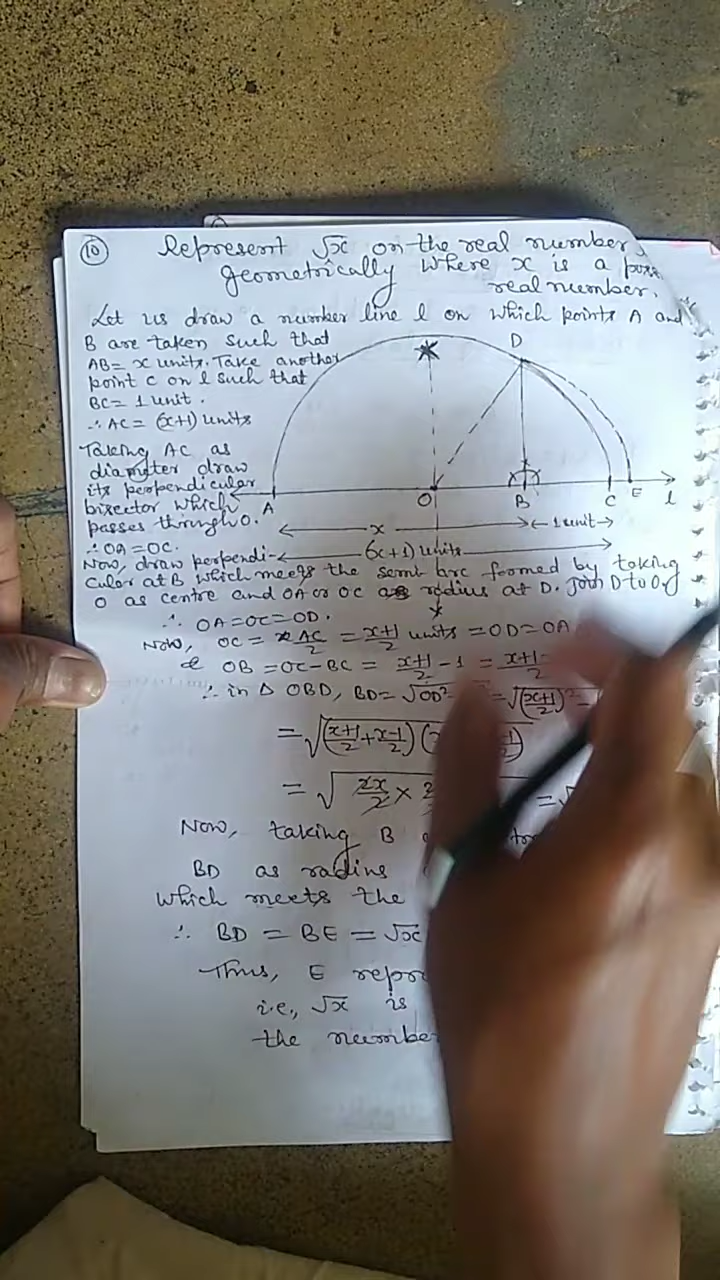 10 Represent √x on the real number
geometrically where x is a
real number.
Let us draw a number line l on which points A and
B are taken such that
AB = x units. Take another
point C on l such that
BC = 1 unit.
∴ AC = (x+1) units
Taking AC as
diameter draw
its perpendicular
bisector which
passes through O.
∴ OA = OC.
D
A O B C E l
x 1 unit
(x+1) units
Now, draw perpendi-
cular at B which meets the semi arc formed by taking
O as centre and OA or OC as radius at D. Join D to O.
∴ OA = OC = OD.
Now, OC = AC/2 = x+1/2 units = OD = OA
& OB = OC - BC = x+1/2 - 1 = x+1-
∴ in Δ OBD, BD = √OD² = √(x+1/2)² -
= √(x+1/2 + x-1/2) (
= √ 2x/2 ×  = √
Now, taking B
BD as radius
which meets the
∴ BD = BE = √x
Thus, E
i.e., √x is
the number